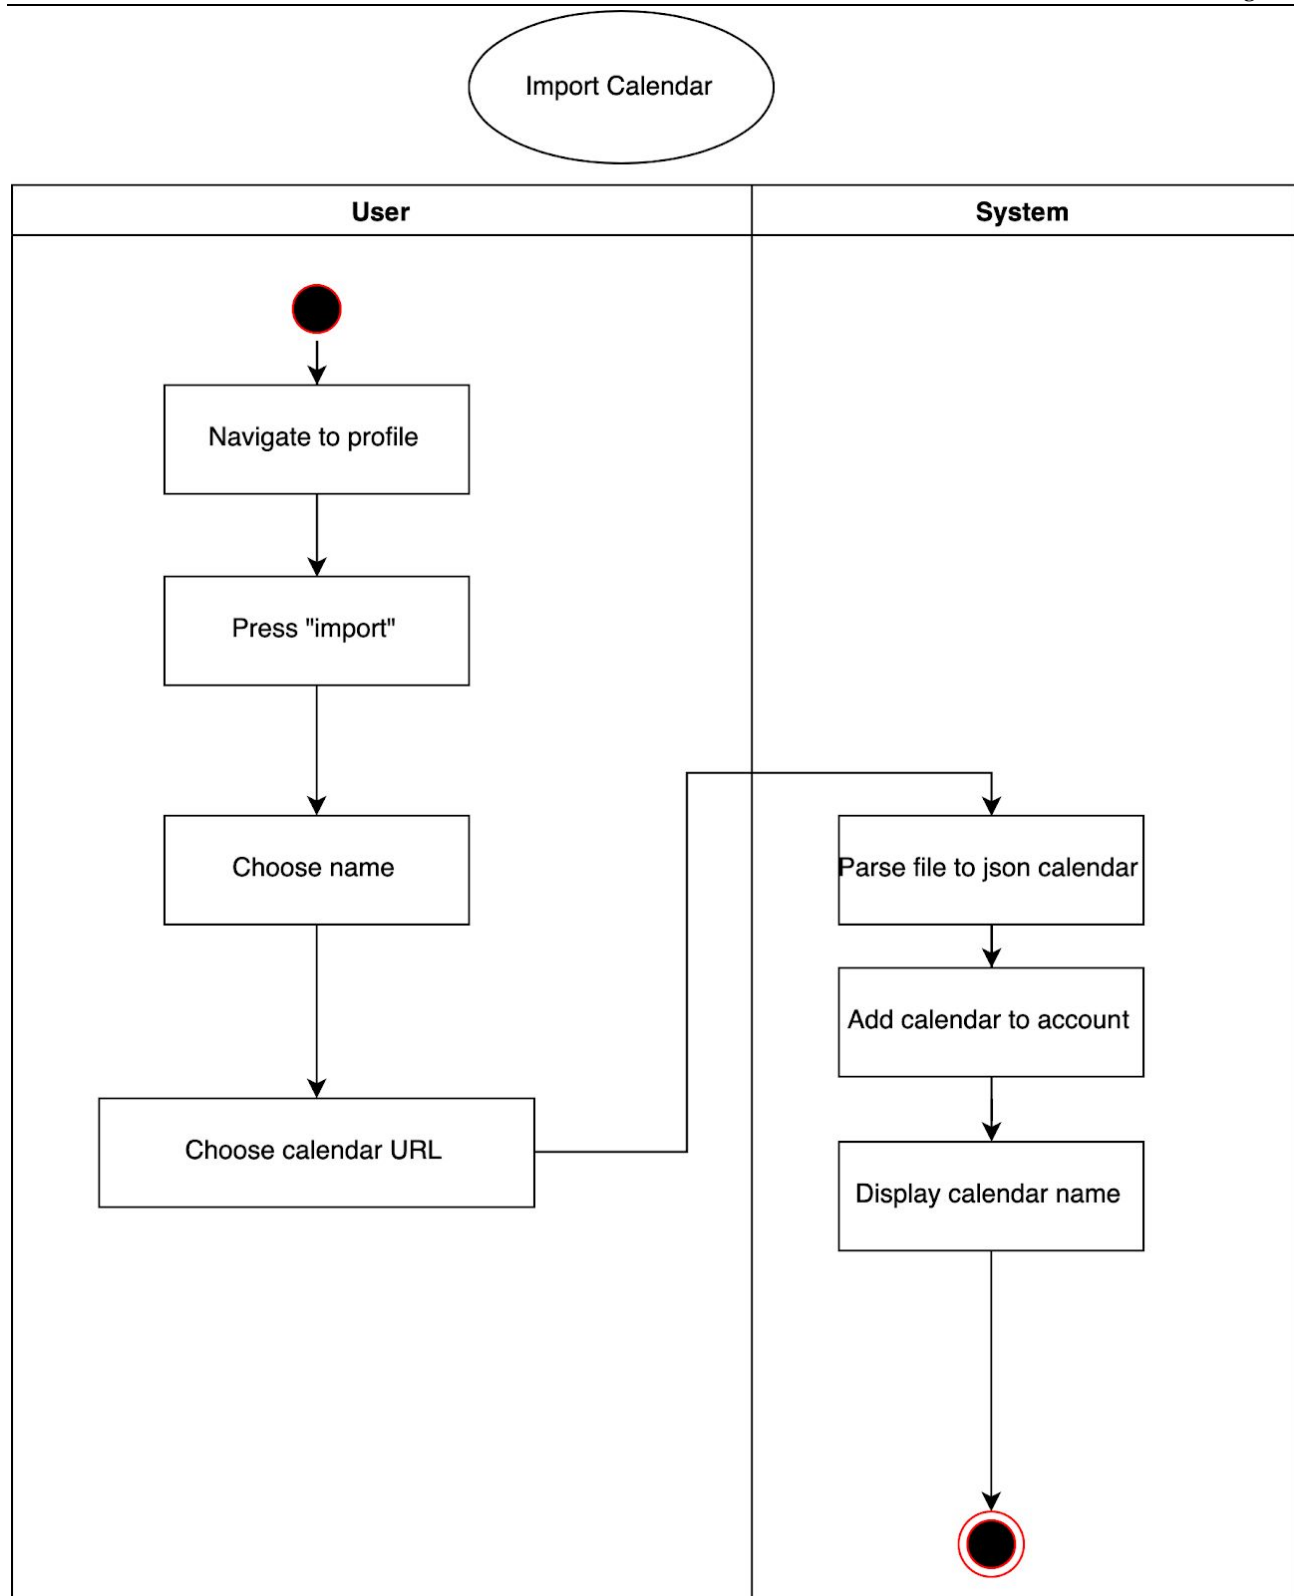 Import Calendar
User
System
Navigate to profile
Press "import"
Choose name
Parse file to json calendar
Add calendar to account
Choose calendar URL
Display calendar name